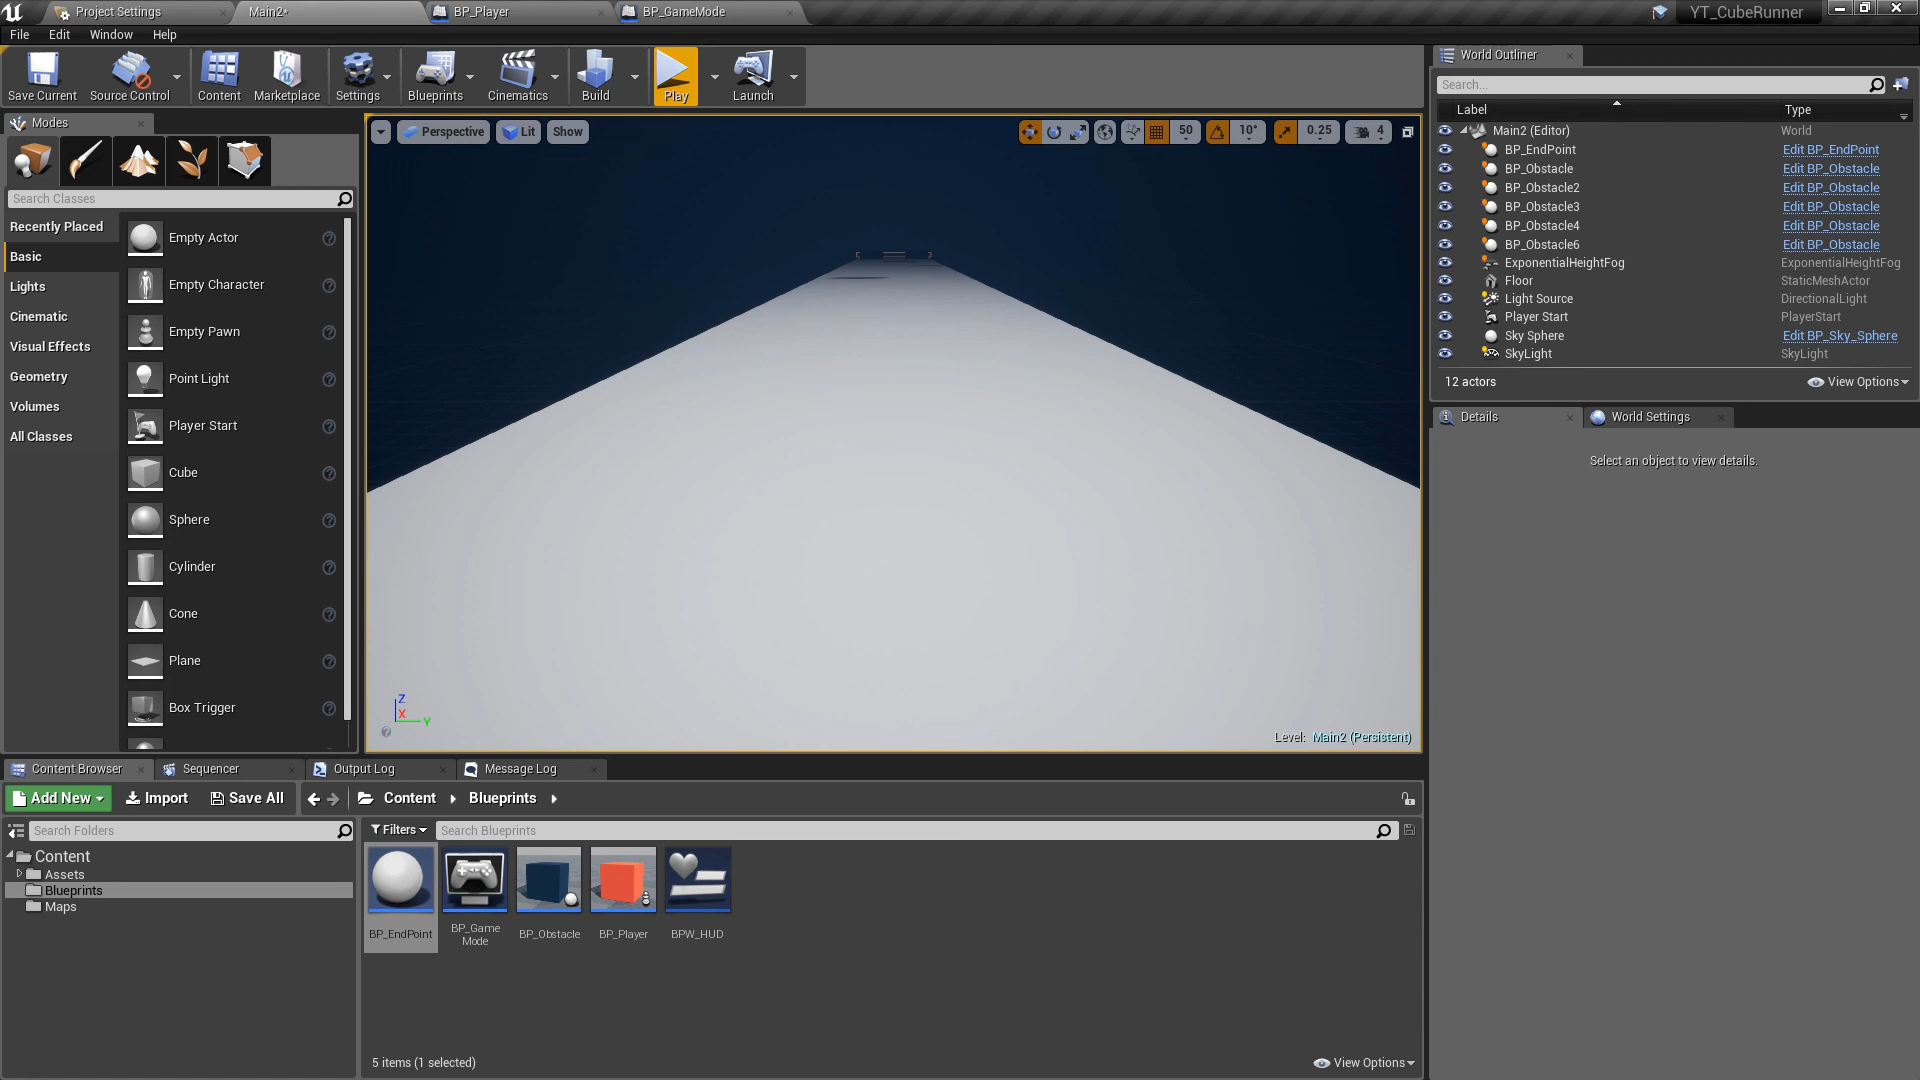 Project Settings
Main2*
BP_Player
BP_GameMode
YT_CubeRunner
File Edit Window Help
Save Current
Source Control
Content
Marketplace
Settings
Blueprints
Cinematics
Build
Play
Launch
Modes
Search Classes
Recently Placed
Basic
Lights
Cinematic
Visual Effects
Geometry
Volumes
All Classes
Empty Actor
Empty Character
Empty Pawn
Point Light
Player Start
Cube
Sphere
Cylinder
Cone
Plane
Box Trigger
Perspective
Lit
Show
50
10°
0.25
4
Z
X
Y
Level: Main2 (Persistent)
World Outliner
Search...
Label Type
Main2 (Editor) World
BP_EndPoint Edit BP_EndPoint
BP_Obstacle Edit BP_Obstacle
BP_Obstacle2 Edit BP_Obstacle
BP_Obstacle3 Edit BP_Obstacle
BP_Obstacle4 Edit BP_Obstacle
BP_Obstacle6 Edit BP_Obstacle
ExponentialHeightFog ExponentialHeightFog
Floor StaticMeshActor
Light Source DirectionalLight
Player Start PlayerStart
Sky Sphere Edit BP_Sky_Sphere
SkyLight SkyLight
12 actors
View Options
Details
World Settings
Select an object to view details.
Content Browser
Sequencer
Output Log
Message Log
Add New
Import
Save All
Content
Blueprints
Search Folders
Content
Assets
Blueprints
Maps
Filters
Search Blueprints
BP_EndPoint
BP_Game
Mode
BP_Obstacle
BP_Player
BPW_HUD
5 items (1 selected)
View Options